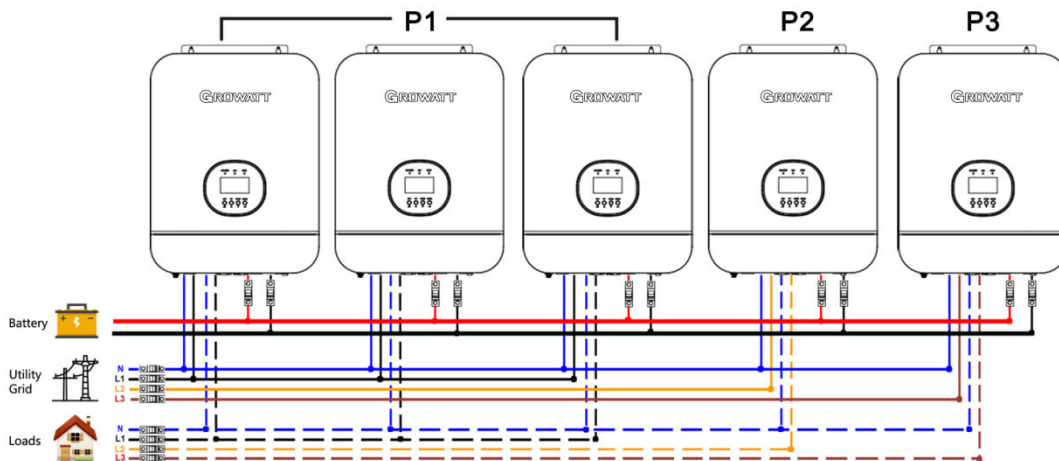 P1 P2 P3
GROWATT GROWATT GROWATT GROWATT GROWATT
Battery
+ -
Utility
Grid
N
L1
L2
L3
Loads
N
L1
L2
L3